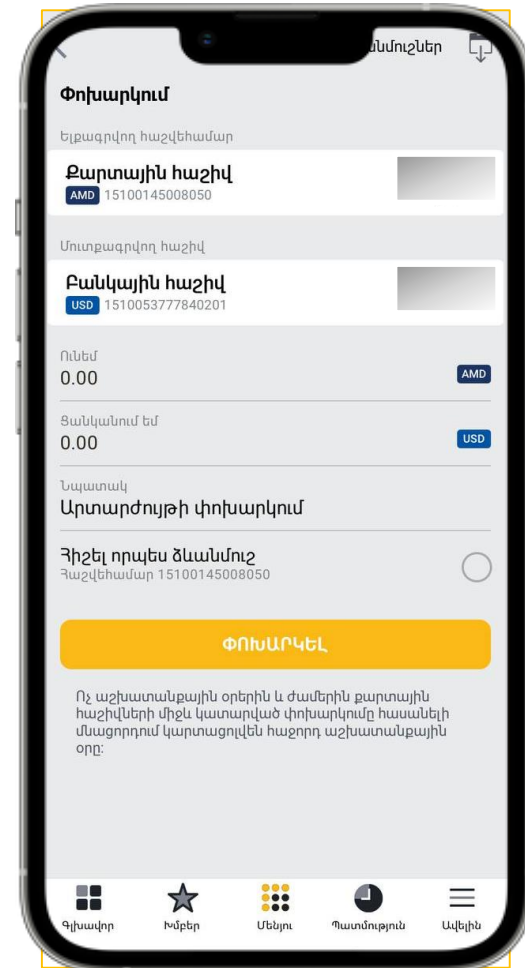 Փոխարկում
Ելքագրվող հաշվեհամար
Քարտային հաշիվ
AMD 15100145008050
Մուտքագրվող հաշիվ
Բանկային հաշիվ
USD 1510053777840201
Ունեմ
0.00 AMD
Ցանկանում եմ
0.00 USD
Նպատակ
Արտարժույթի փոխարկում
Հիշել որպես ձևանմուշ
Հաշվեհամար 15100145008050
ՓՈԽԱՐԿԵԼ
Ոչ աշխատանքային օրերին և ժամերին քարտային
հաշիվների միջև կատարված փոխարկումը հասանելի
մնացորդում կարտացոլվեն հաջորդ աշխատանքային
օրը:
Գլխավոր Խմբեր Մենյու Պատմություն Ավելին